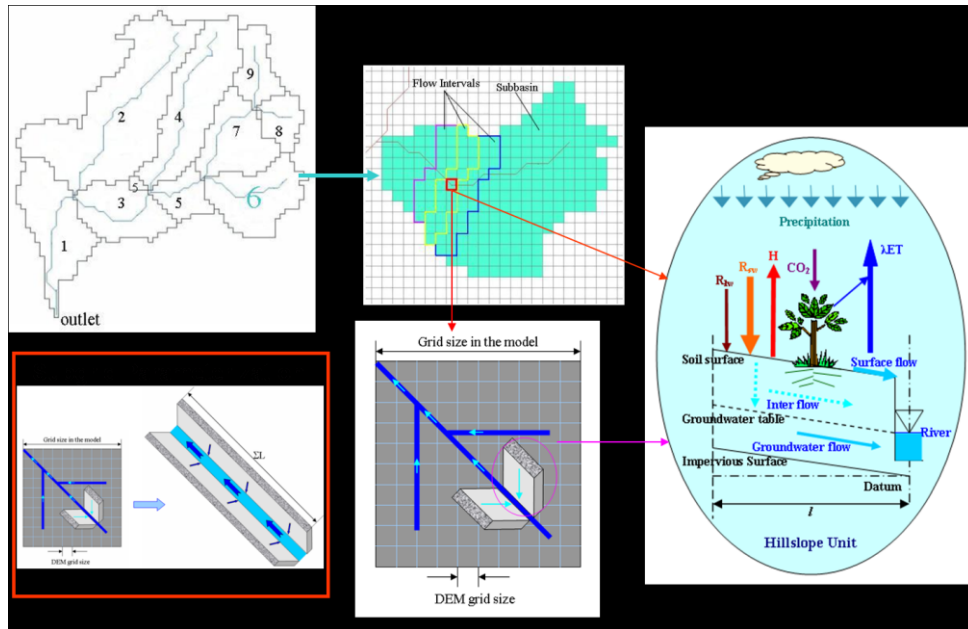 9
2
4
7
8
5
3
5
6
1
outlet
Flow Intervals
Subbasin
Grid size in the model
DEM grid size
Grid size in the model
DEM grid size
ΣL
Precipitation
λET
H
CO2
Rsw
Rlw
Soil surface
Surface flow
Inter flow
Groundwater table
River
Groundwater flow
Impervious Surface
Datum
l
Hillslope Unit